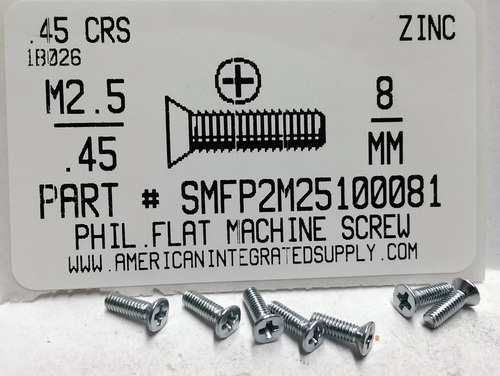 .45 CRS ZINC
1B026
M2.5 8
.45 MM
PART # SMFP2M25100081
PHIL.FLAT MACHINE SCREW
WWW.AMERICANINTEGRATEDSUPPLY.COM